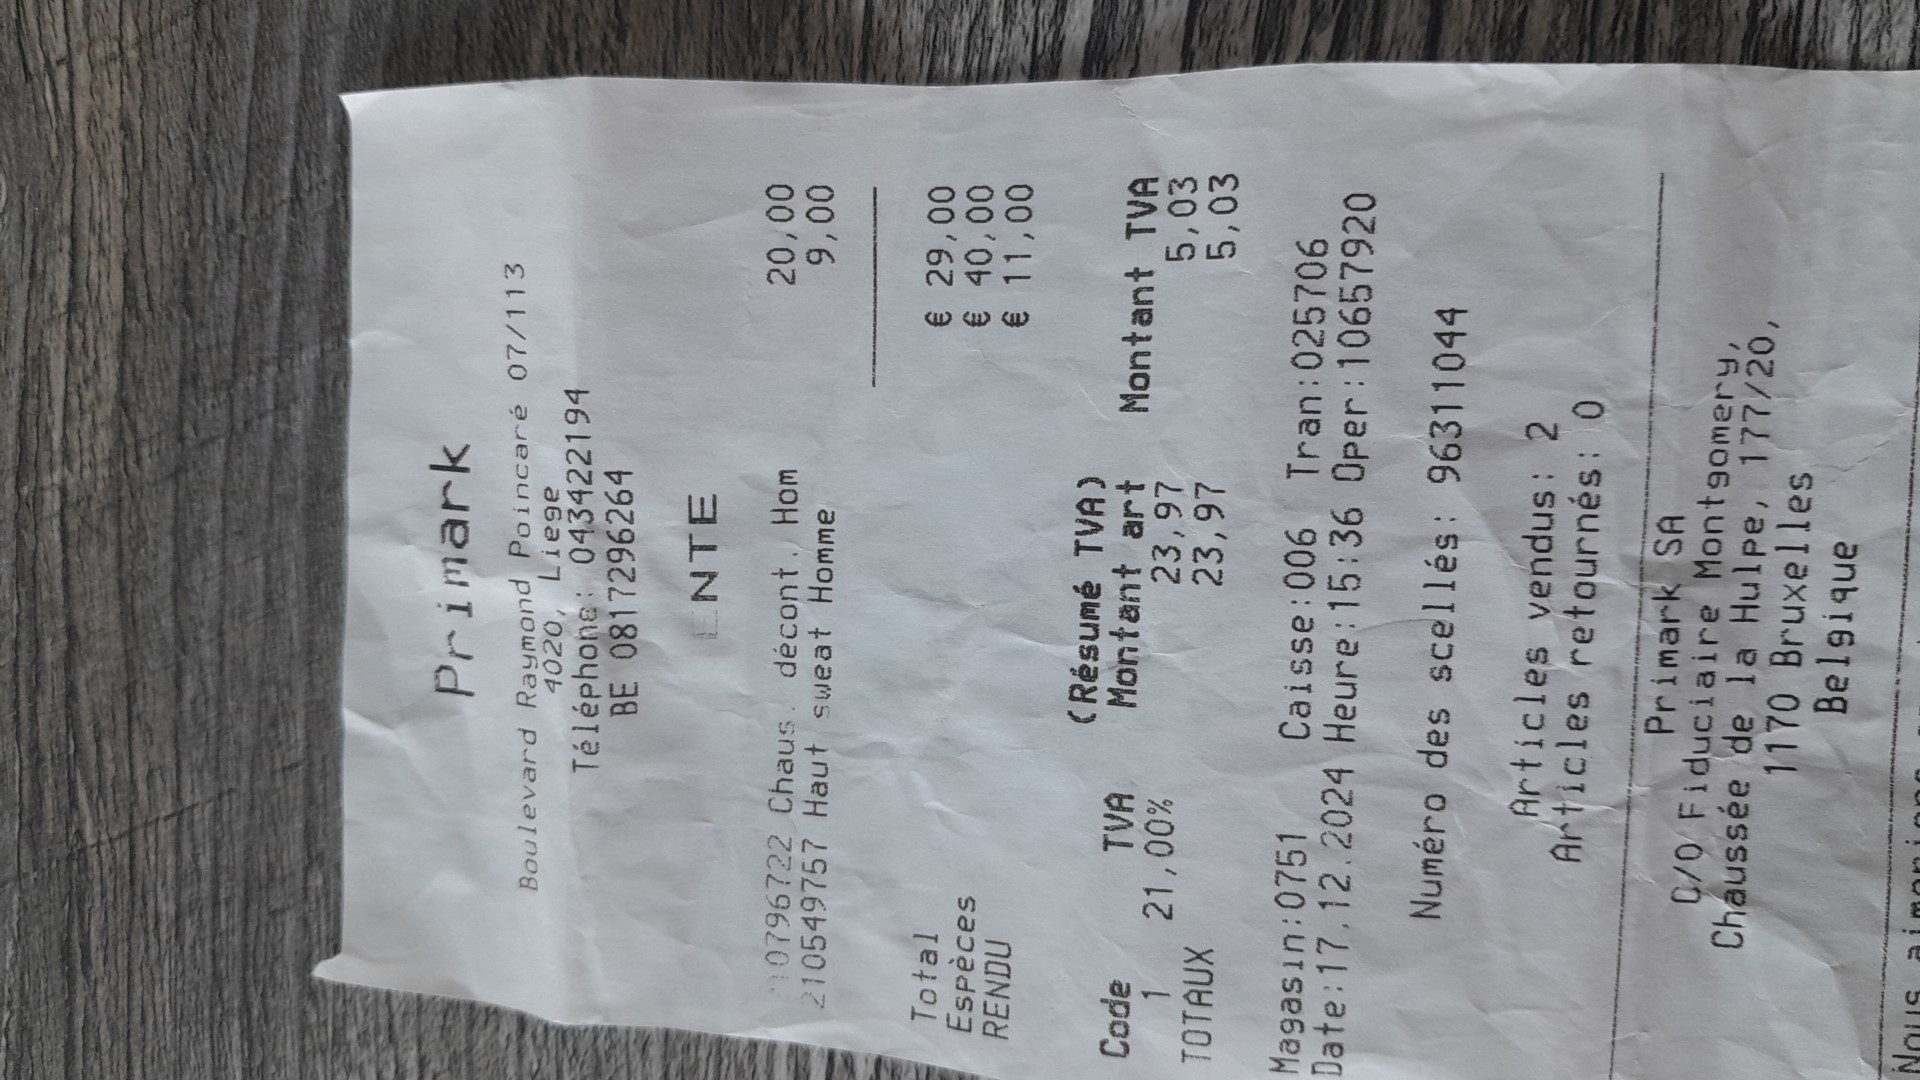 Primark
Boulevard Raymond Poincaré 07/113
4020, Liege
Téléphone: 043422194
BE 0817296264
ENTE
210796722 Chaus. décont. Hom 20,00
210549757 Haut sweat Homme 9,00
Total € 29,00
Espèces € 40,00
RENDU € 11,00
(Résumé TVA)
Code TVA Montant art Montant TVA
1 21,00% 23,97 5,03
TOTAUX 23,97 5,03
Magasin:0751 Caisse:006 Tran:025706
Date:17.12.2024 Heure:15:36 Oper:10657920
Numéro des scellés: 96311044
Articles vendus: 2
Articles retournés: 0
Primark SA
C/O Fiduciaire Montgomery,
Chaussée de la Hulpe, 177/20,
1170 Bruxelles
Belgique
Nous aimerions